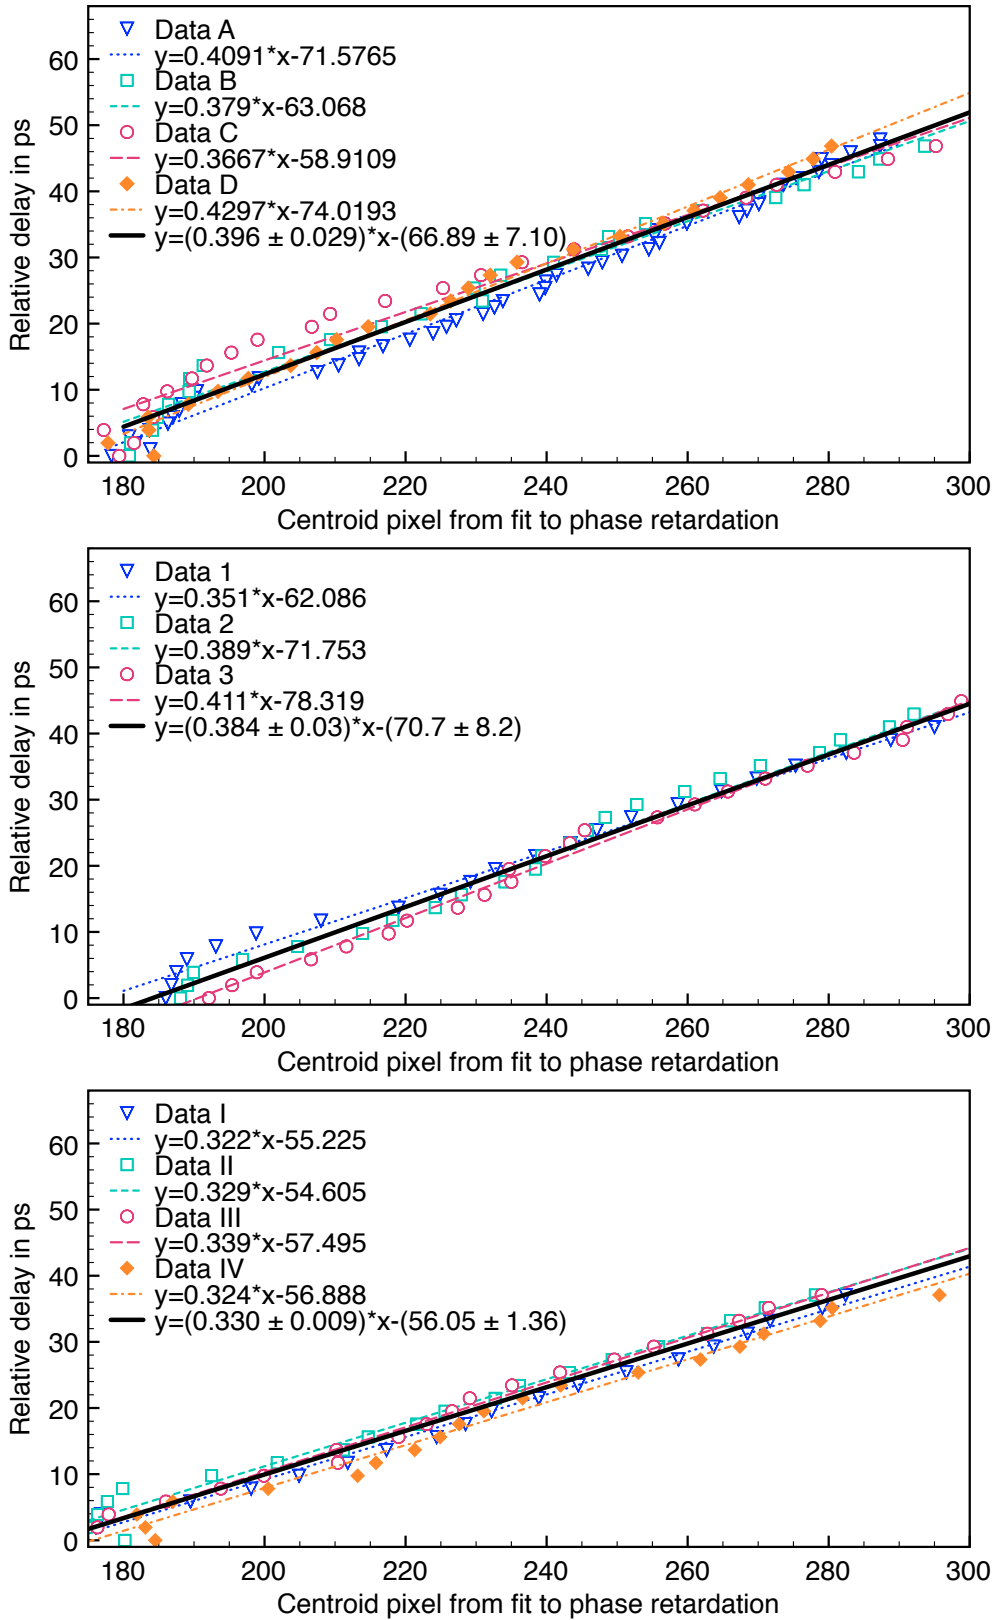 Data A
y=0.4091*x-71.5765
Data B
y=0.379*x-63.068
Data C
y=0.3667*x-58.9109
Data D
y=0.4297*x-74.0193
y=(0.396 ± 0.029)*x-(66.89 ± 7.10)
Relative delay in ps
60
50
40
30
20
10
0
180 200 220 240 260 280 300
Centroid pixel from fit to phase retardation
Data 1
y=0.351*x-62.086
Data 2
y=0.389*x-71.753
Data 3
y=0.411*x-78.319
y=(0.384 ± 0.03)*x-(70.7 ± 8.2)
Relative delay in ps
60
50
40
30
20
10
0
180 200 220 240 260 280 300
Centroid pixel from fit to phase retardation
Data I
y=0.322*x-55.225
Data II
y=0.329*x-54.605
Data III
y=0.339*x-57.495
Data IV
y=0.324*x-56.888
y=(0.330 ± 0.009)*x-(56.05 ± 1.36)
Relative delay in ps
60
50
40
30
20
10
0
180 200 220 240 260 280 300
Centroid pixel from fit to phase retardation